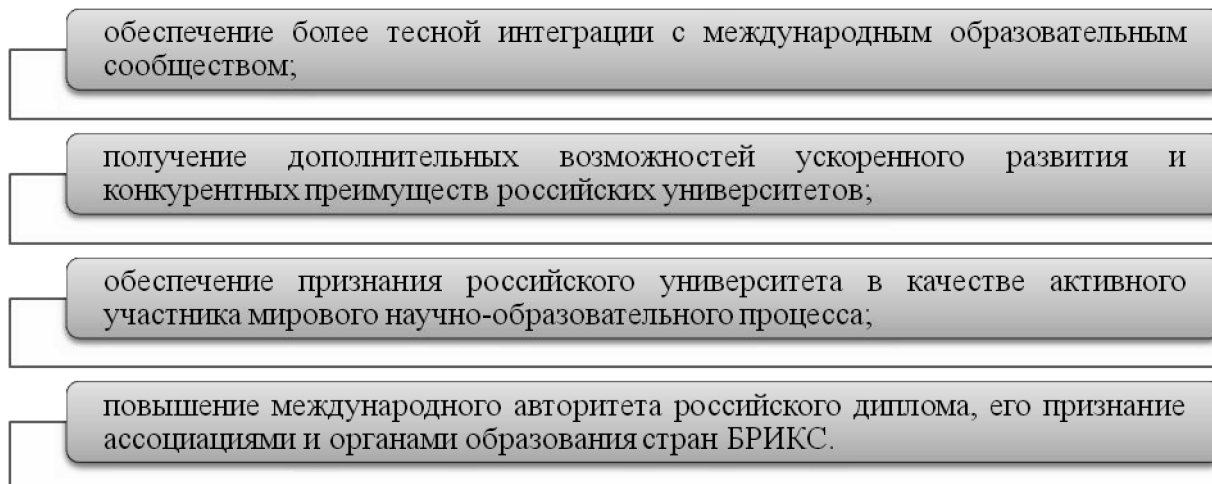 обеспечение более тесной интеграции с международным образовательным
сообществом;
получение дополнительных возможностей ускоренного развития и
конкурентных преимуществ российских университетов;
обеспечение признания российского университета в качестве активного
участника мирового научно-образовательного процесса;
повышение международного авторитета российского диплома, его признание
ассоциациями и органами образования стран БРИКС.